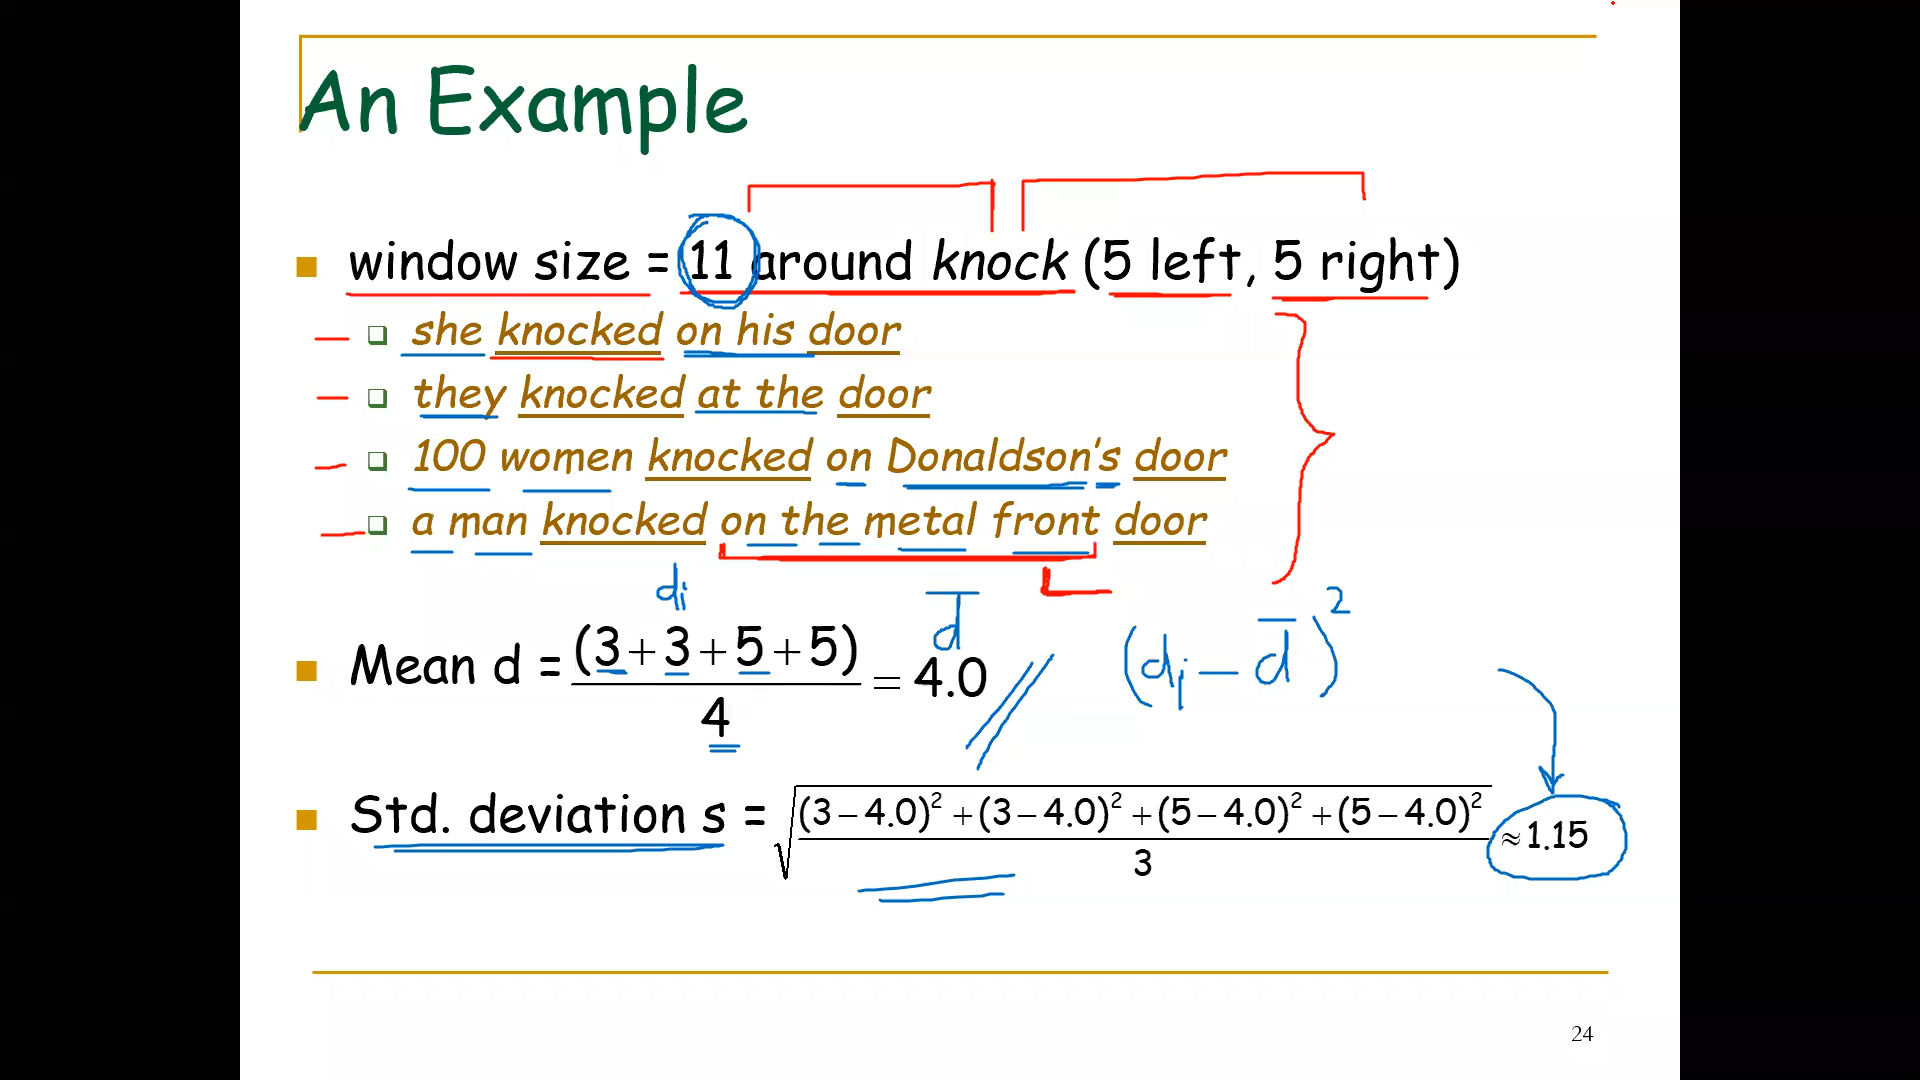 An Example
window size = 11 around knock (5 left, 5 right)
she knocked on his door
they knocked at the door
100 women knocked on Donaldson's door
a man knocked on the metal front door
di
Mean d = (3+3+5+5) / 4 = 4.0
d̅
(di − d̅)²
Std. deviation s = √((3−4.0)² + (3−4.0)² + (5−4.0)² + (5−4.0)² / 3) ≈ 1.15
24